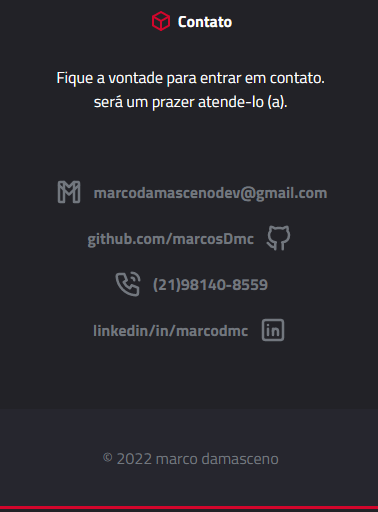 Contato
Fique a vontade para entrar em contato.
será um prazer atende-lo (a).
marcodamascenodev@gmail.com
github.com/marcosDmc
(21)98140-8559
linkedin/in/marcodmc
© 2022 marco damasceno